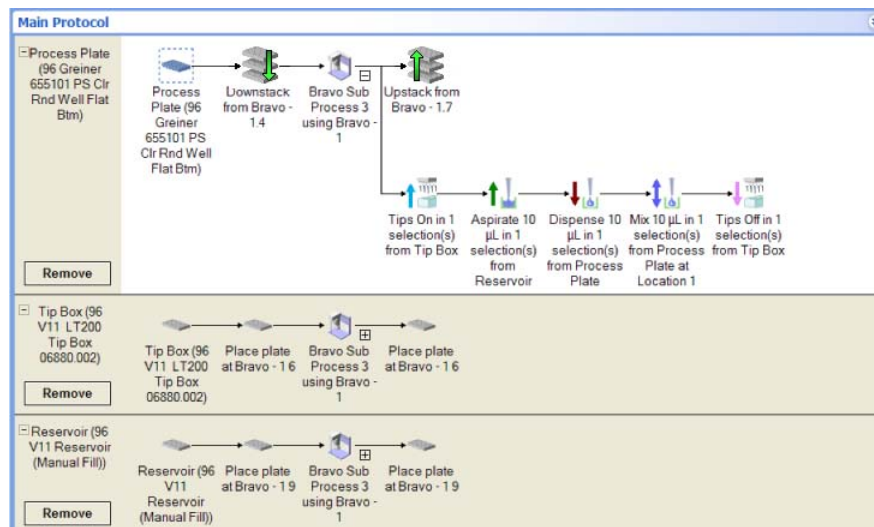 Main Protocol
Process Plate
(96 Greiner
655101 PS Clr
Rnd Well Flat
Btm)
Process
Plate (96
Greiner
655101 PS
Clr Rnd Well
Flat Btm)
Downstack
from Bravo -
1.4
Bravo Sub
Process 3
using Bravo -
1
Upstack from
Bravo - 1.7
Tips On in 1
selection(s)
from Tip Box
Aspirate 10
µL in 1
selection(s)
from
Reservoir
Dispense 10
µL in 1
selection(s)
from Process
Plate
Mix 10 µL in 1
selection(s)
from Process
Plate at
Location 1
Tips Off in 1
selection(s)
from Tip Box
Remove
Tip Box (96
V11 LT200
Tip Box
06880.002)
Tip Box (96
V11 LT200
Tip Box
06880.002)
Place plate
at Bravo - 1 6
Bravo Sub
Process 3
using Bravo -
1
Place plate
at Bravo - 1 6
Remove
Reservoir (96
V11 Reservoir
(Manual Fill))
Reservoir (96
V11
Reservoir
(Manual Fill))
Place plate
at Bravo - 1 9
Bravo Sub
Process 3
using Bravo -
1
Place plate
at Bravo - 1 9
Remove